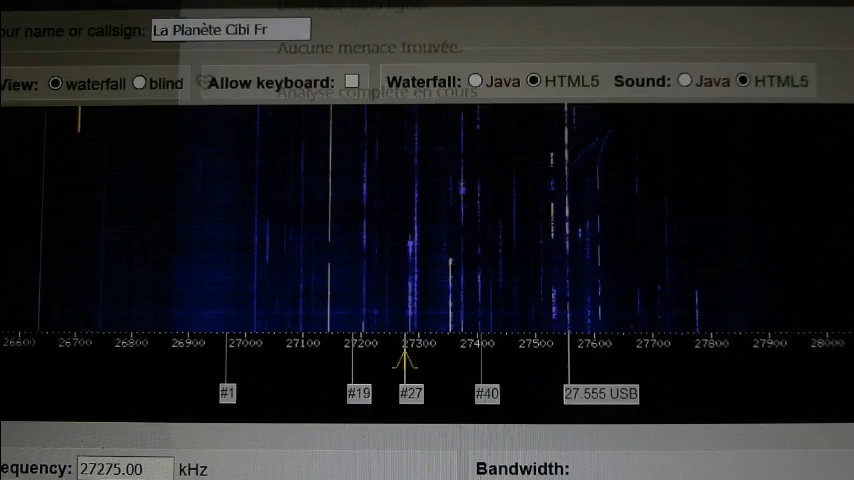 our name or callsign: La Planète Cibi Fr
Aucune menace trouvée.
View: waterfall blind Allow keyboard: Waterfall: Java HTML5 Sound: Java HTML5
Analyse complète en cours
26600 26700 26800 26900 27000 27100 27200 27300 27400 27500 27600 27700 27800 27900 28000
#1 #19 #27 #40 27.555 USB
equency: 27275.00 kHz Bandwidth: